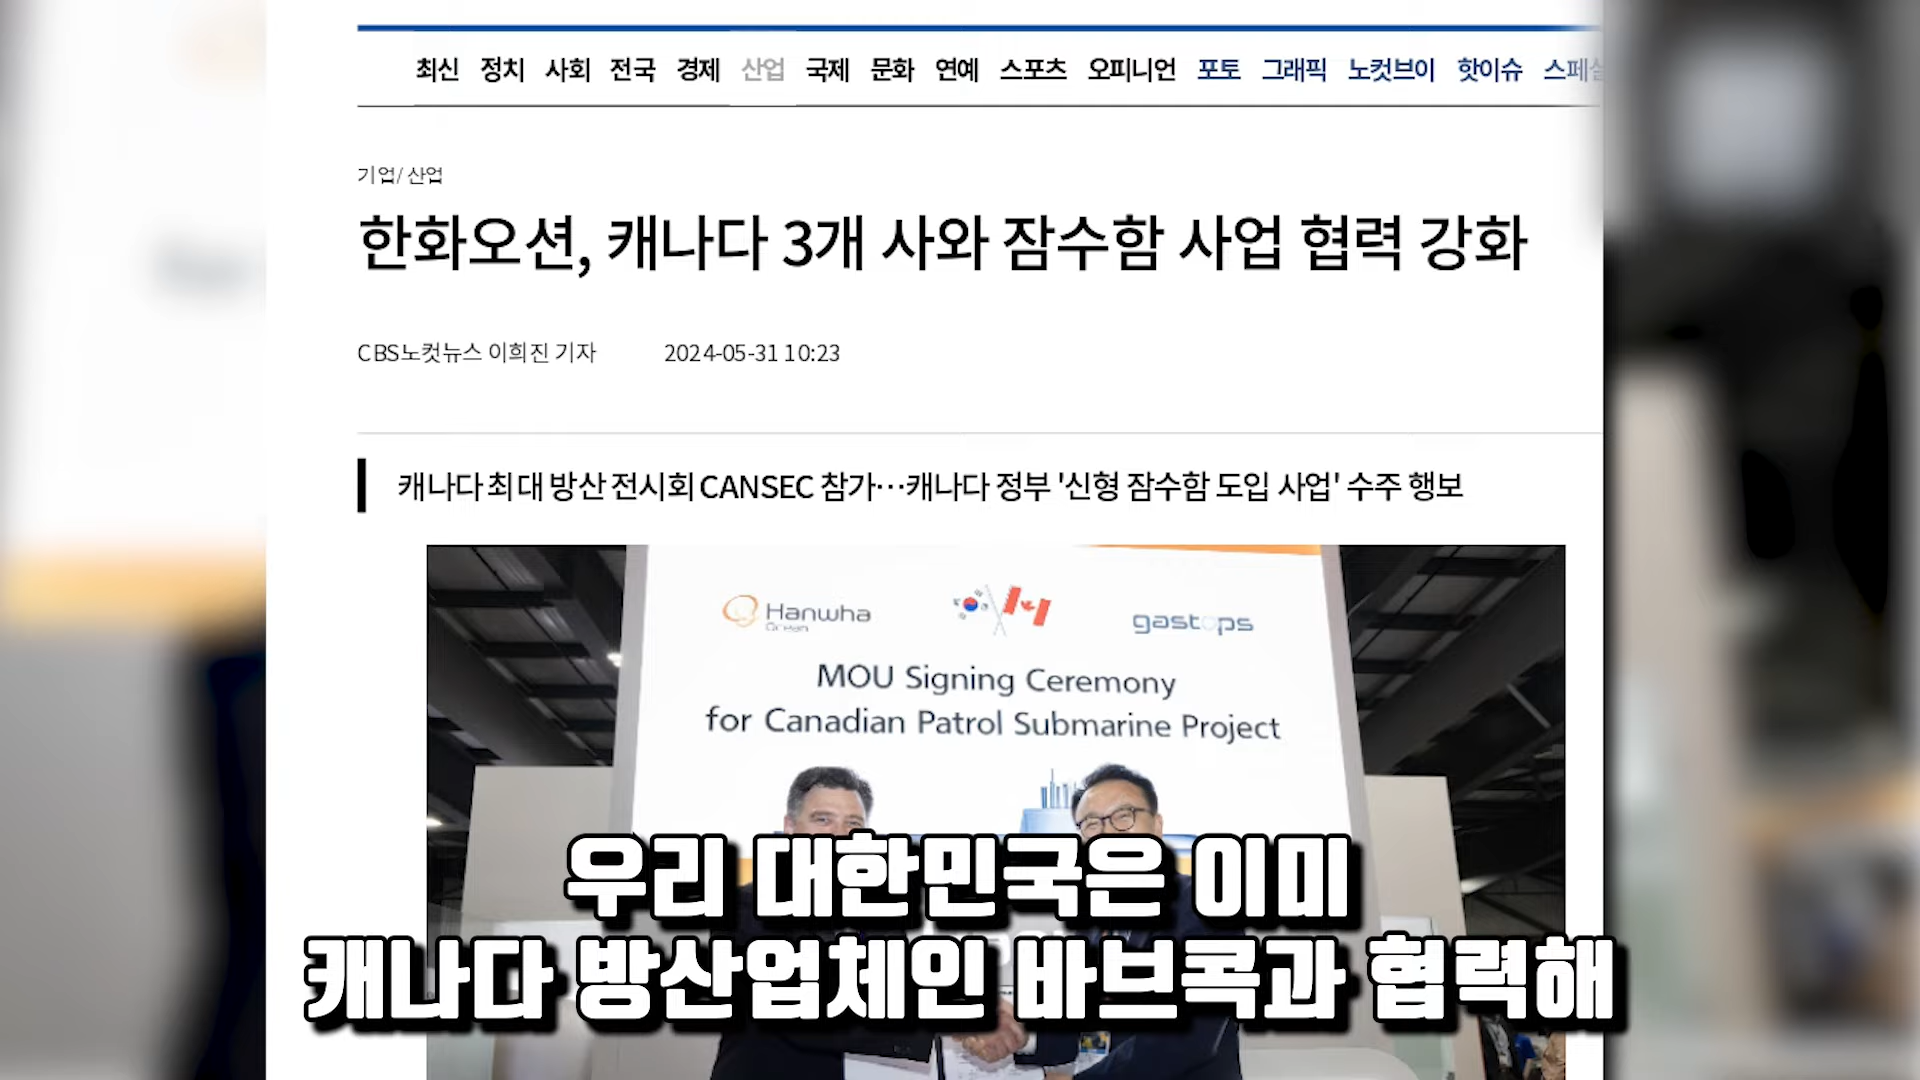 최신 정치 사회 전국 경제 산업 국제 문화 연예 스포츠 오피니언 포토 그래픽 노컷브이 핫이슈 스페셜
기업/ 산업
한화오션, 캐나다 3개 사와 잠수함 사업 협력 강화
CBS노컷뉴스 이희진 기자 2024-05-31 10:23
캐나다 최대 방산 전시회 CANSEC 참가…캐나다 정부 '신형 잠수함 도입 사업' 수주 행보
Hanwha
Ocean
gastops
MOU Signing Ceremony
for Canadian Patrol Submarine Project
우리 대한민국은 이미
캐나다 방산업체인 바브콕과 협력해